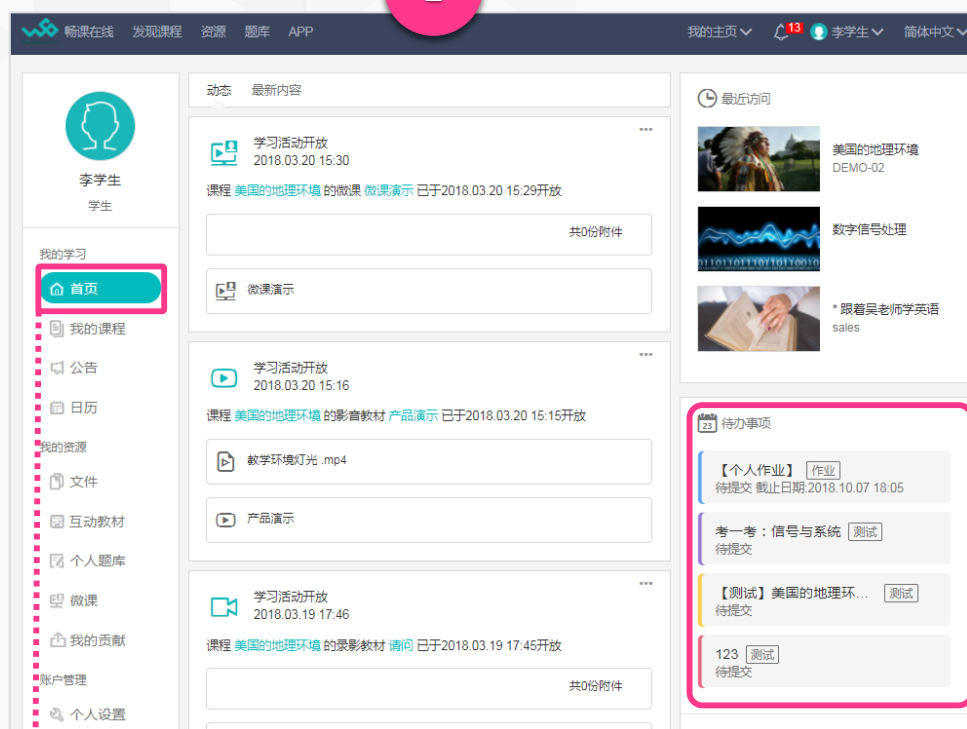 畅课在线 发现课程 资源 题库 APP 我的主页 13 李学生 简体中文
李学生
学生
我的学习
首页
我的课程
公告
日历
我的资源
文件
互动教材
个人题库
微课
我的贡献
账户管理
个人设置
动态 最新内容
学习活动开放
2018.03.20 15:30
课程 美国的地理环境 的微课 微课演示 已于2018.03.20 15:29开放
共0份附件
微课演示
学习活动开放
2018.03.20 15:16
课程 美国的地理环境 的影音教材 产品演示 已于2018.03.20 15:15开放
教学环境灯光 .mp4
产品演示
学习活动开放
2018.03.19 17:46
课程 美国的地理环境 的录影教材 请问 已于2018.03.19 17:45开放
共0份附件
最近访问
美国的地理环境
DEMO-02
数字信号处理
* 跟着吴老师学英语
sales
23 待办事项
【个人作业】 作业
待提交 截止日期:2018.10.07 18:05
考一考：信号与系统 测试
待提交
【测试】美国的地理环... 测试
待提交
123 测试
待提交